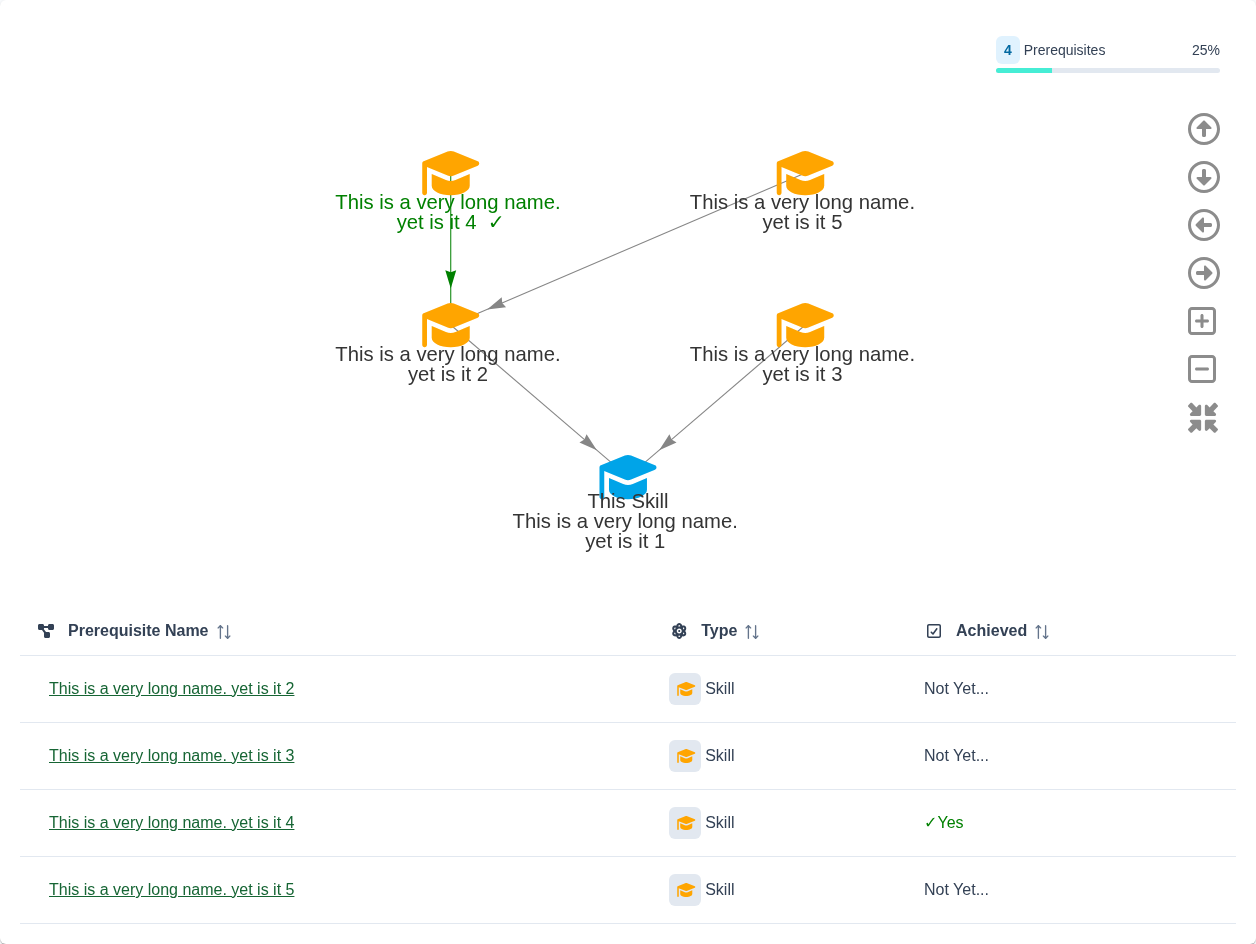 4 Prerequisites 25%
This is a very long name. This is a very long name.
yet is it 4 ✓ yet is it 5
This is a very long name. This is a very long name.
yet is it 2 yet is it 3
This Skill
This is a very long name.
yet is it 1
Prerequisite Name Type Achieved
This is a very long name. yet is it 2 Skill Not Yet...
This is a very long name. yet is it 3 Skill Not Yet...
This is a very long name. yet is it 4 Skill ✓Yes
This is a very long name. yet is it 5 Skill Not Yet...